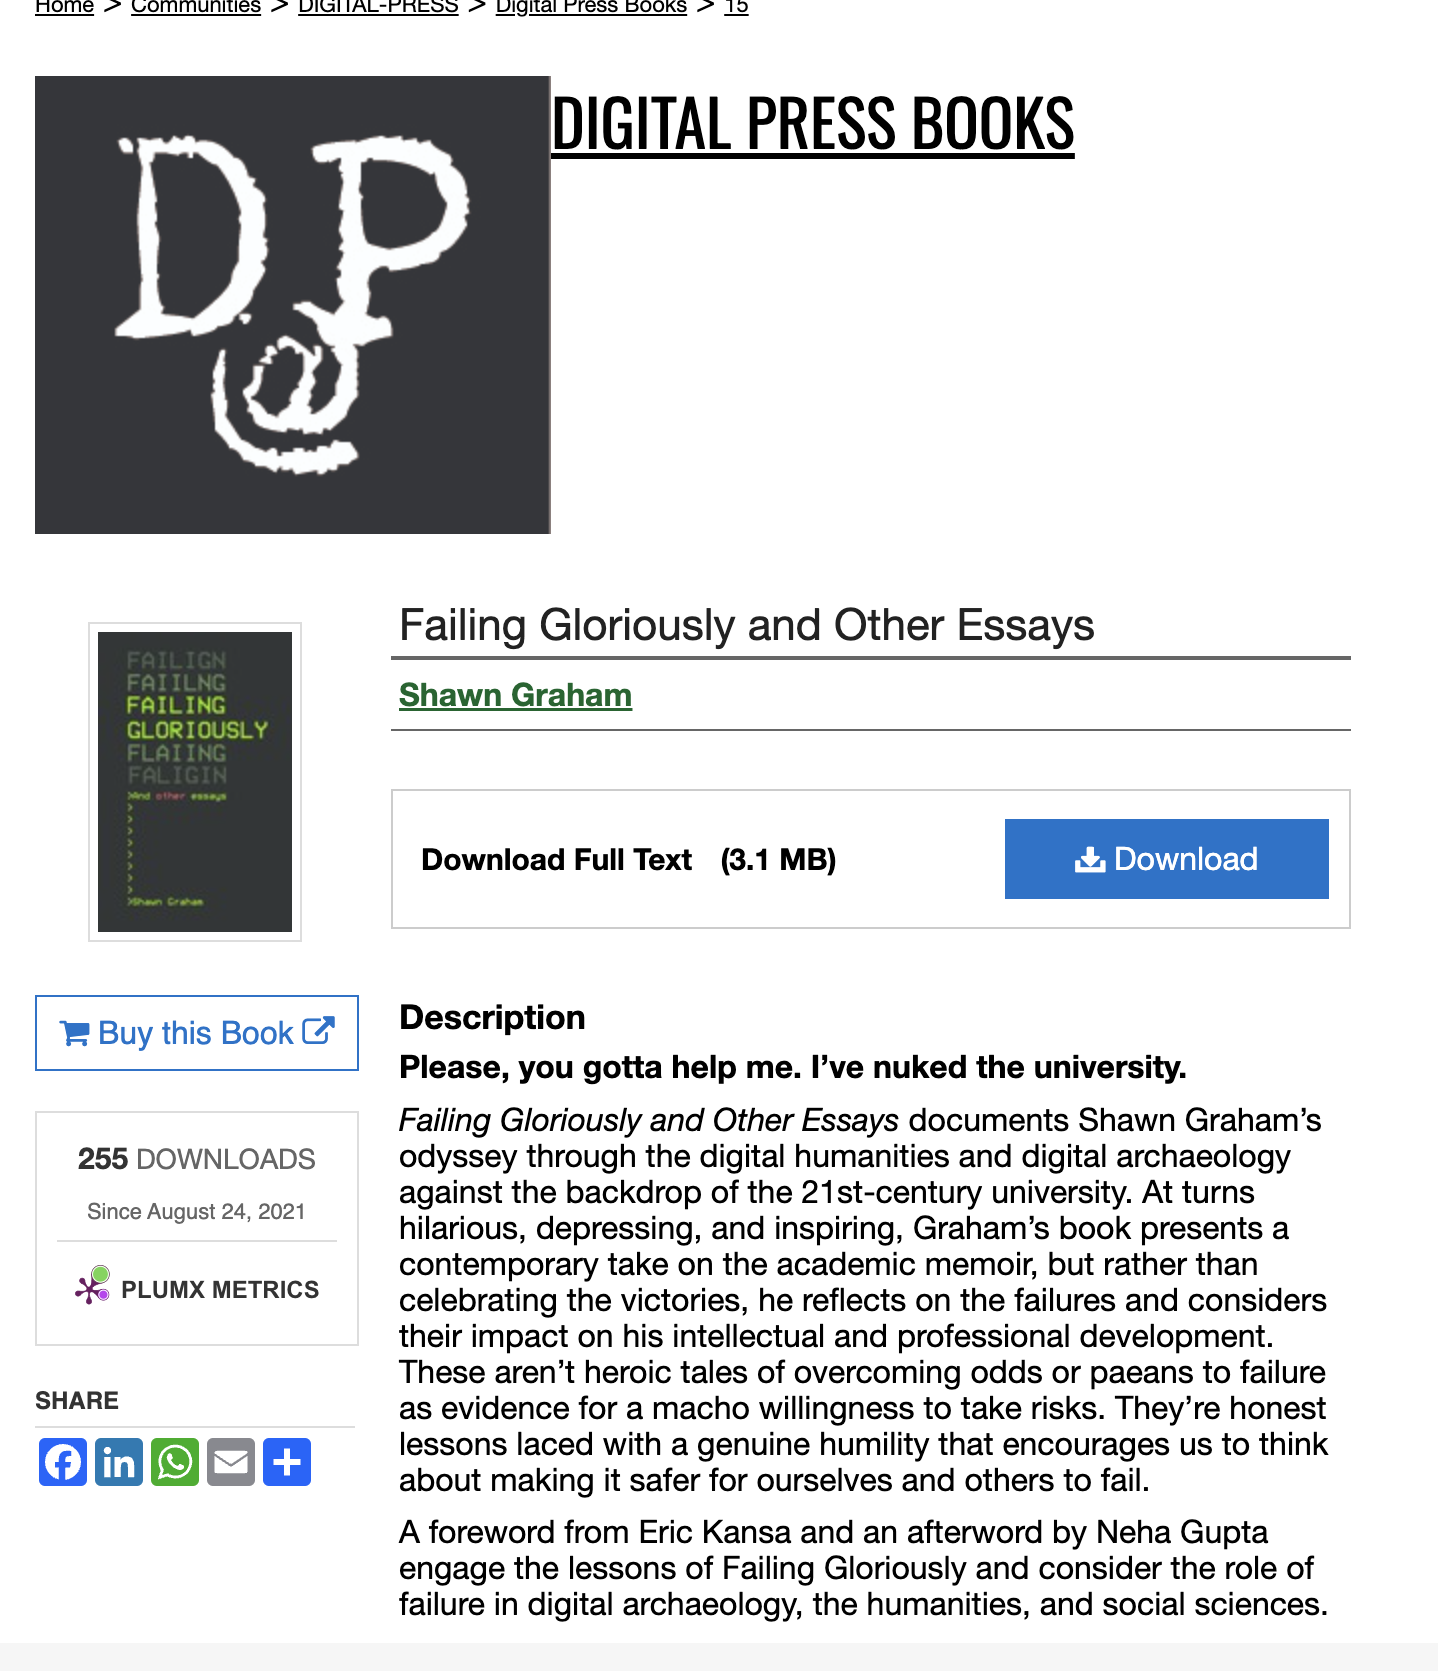 Home > Communities > DIGITAL-PRESS > Digital Press Books > 15
D@P
DIGITAL PRESS BOOKS
FAILIGN
FAIILNG
FAILING
GLORIOUSLY
FLAIING
FALIGIN
>And other essays
>
>
>
>
>
>
>
>
>Shawn Graham
Failing Gloriously and Other Essays
Shawn Graham
Download Full Text (3.1 MB)
Download
Buy this Book
255 DOWNLOADS
Since August 24, 2021
PLUMX METRICS
SHARE
Description
Please, you gotta help me. I’ve nuked the university.
Failing Gloriously and Other Essays documents Shawn Graham’s
odyssey through the digital humanities and digital archaeology
against the backdrop of the 21st-century university. At turns
hilarious, depressing, and inspiring, Graham’s book presents a
contemporary take on the academic memoir, but rather than
celebrating the victories, he reflects on the failures and considers
their impact on his intellectual and professional development.
These aren’t heroic tales of overcoming odds or paeans to failure
as evidence for a macho willingness to take risks. They’re honest
lessons laced with a genuine humility that encourages us to think
about making it safer for ourselves and others to fail.
A foreword from Eric Kansa and an afterword by Neha Gupta
engage the lessons of Failing Gloriously and consider the role of
failure in digital archaeology, the humanities, and social sciences.